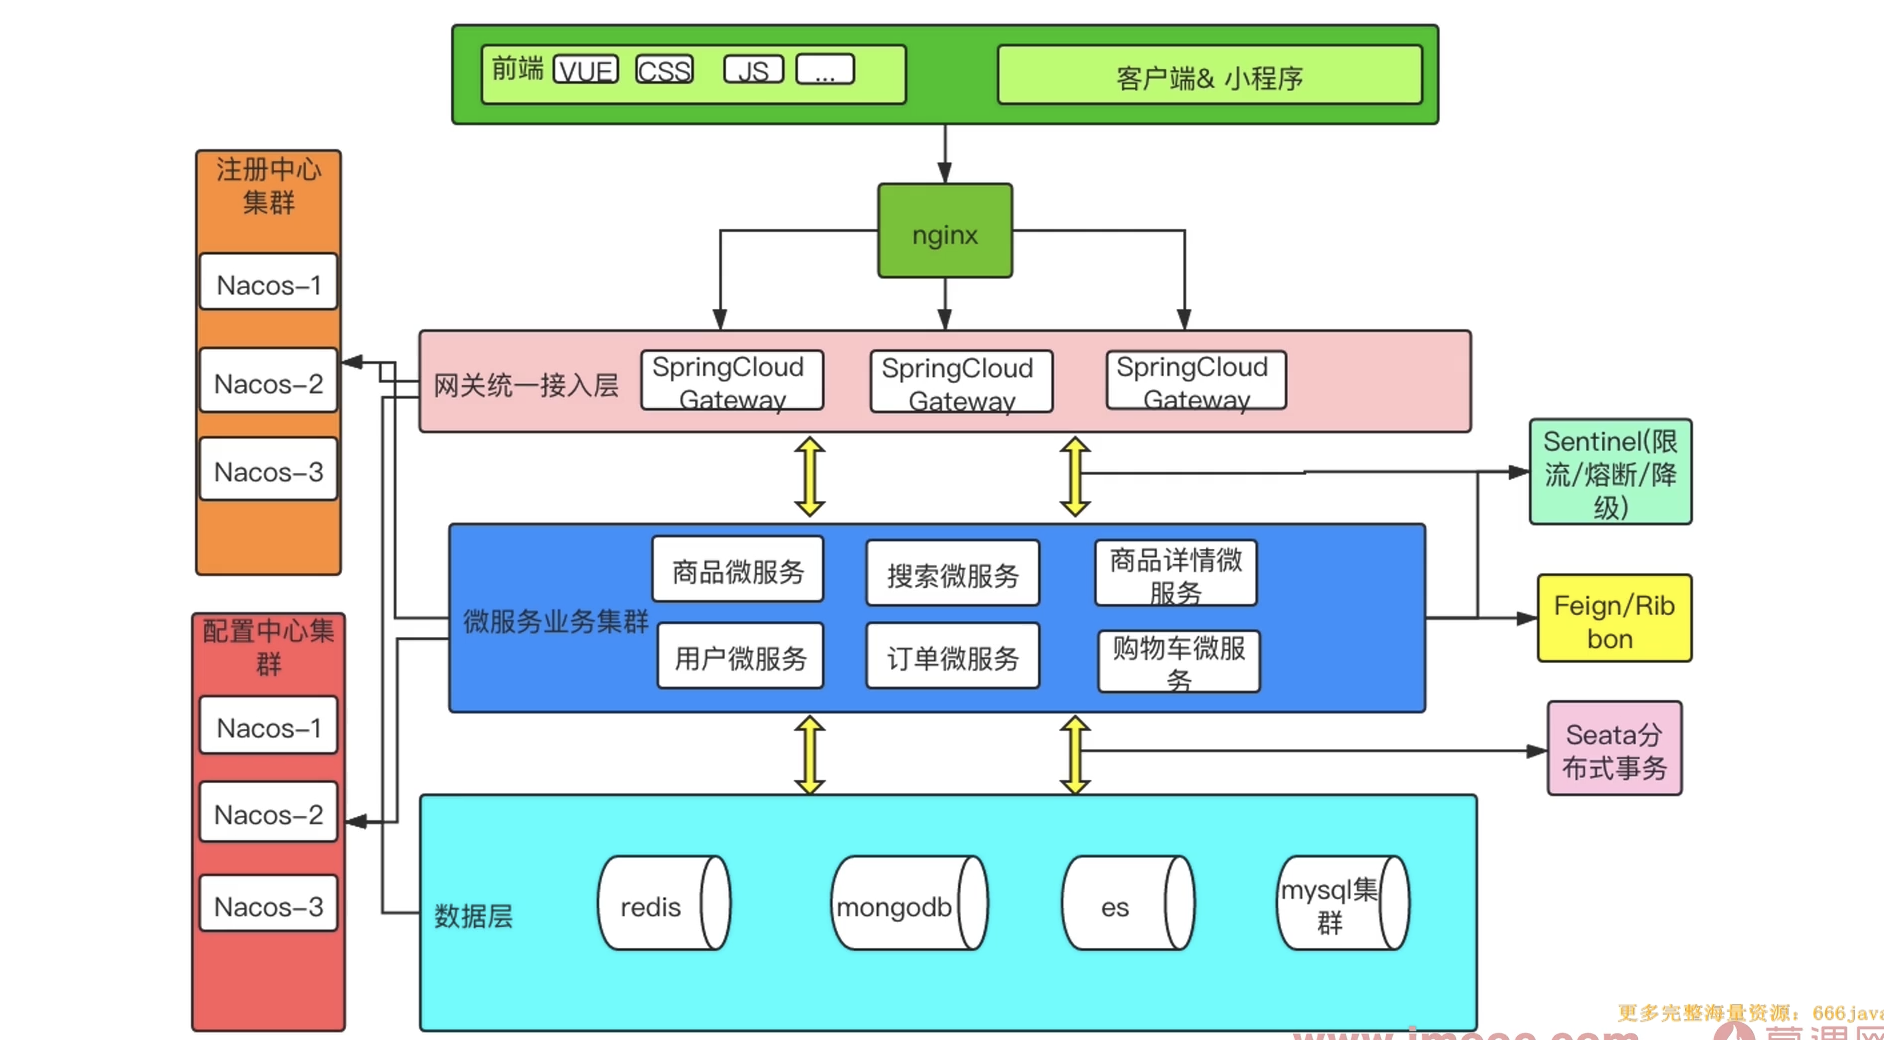 前端 VUE CSS JS ...
客户端& 小程序
注册中心
集群
nginx
Nacos-1
Nacos-2
Nacos-3
网关统一接入层
SpringCloud
Gateway
SpringCloud
Gateway
SpringCloud
Gateway
Sentinel(限
流/熔断/降
级)
微服务业务集群
商品微服务
搜索微服务
商品详情微
服务
用户微服务
订单微服务
购物车微服
务
Feign/Rib
bon
配置中心集
群
Nacos-1
Nacos-2
Nacos-3
Seata分
布式事务
数据层
redis
mongodb
es
mysql集
群
更多完整海量资源：666java